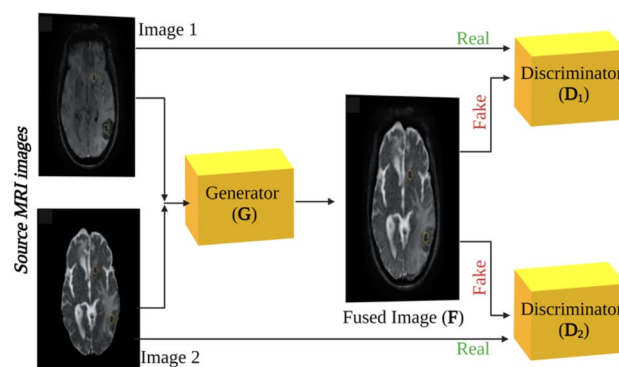 Image 1
Real
Discriminator
(D₁)
Fake
Source MRI images
Generator
(G)
Fake
Discriminator
(D₂)
Fused Image (F)
Real
Image 2